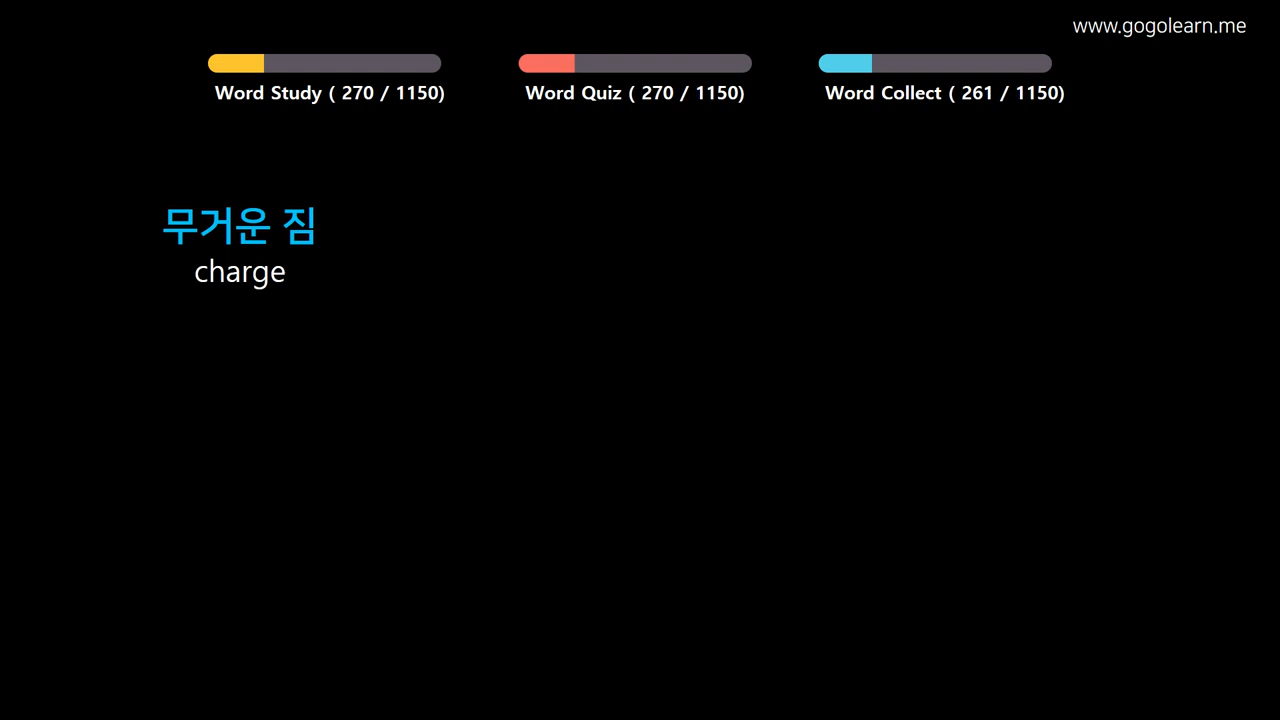 www.gogolearn.me
Word Study ( 270 / 1150)
Word Quiz ( 270 / 1150)
Word Collect ( 261 / 1150)
무거운 짐
charge